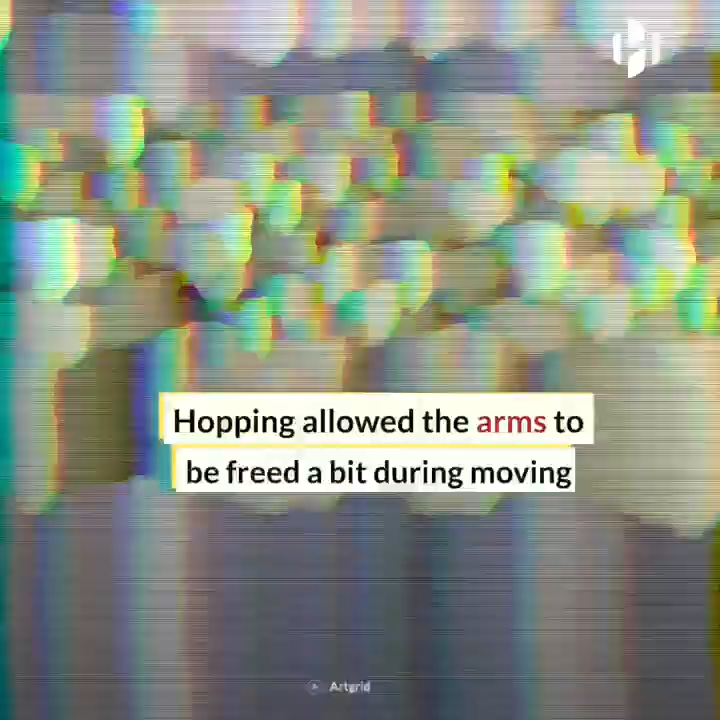 Hopping allowed the arms to
be freed a bit during moving
Artgrid